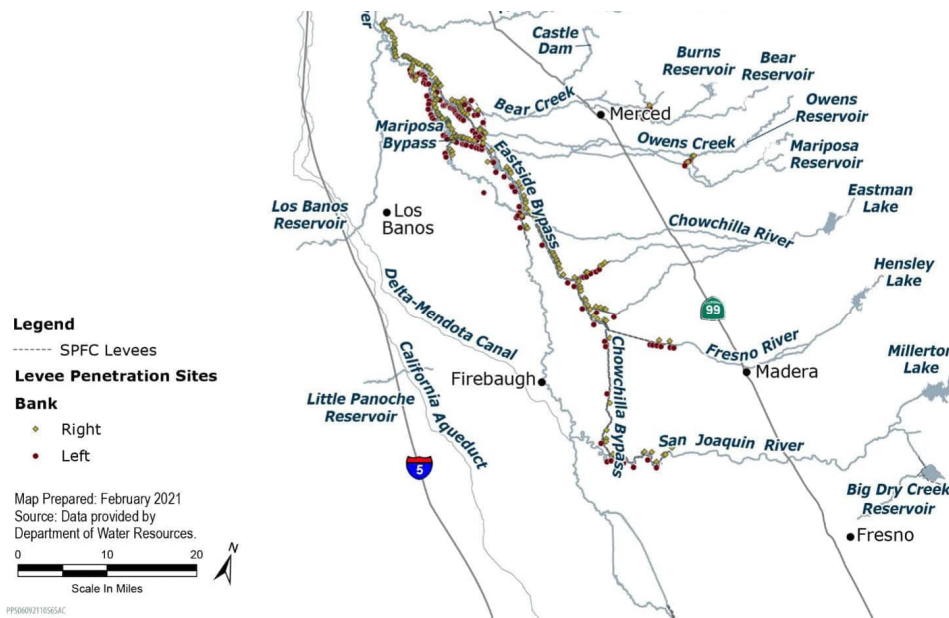 ver
Castle
Dam
Burns
Reservoir
Bear
Reservoir
Bear Creek
Merced
Owens
Reservoir
Owens Creek
Mariposa
Reservoir
Mariposa
Bypass
Eastside Bypass
Los Banos
Reservoir
Los
Banos
Chowchilla River
Eastman
Lake
Hensley
Lake
Delta-Mendota Canal
99
Legend
SPFC Levees
Levee Penetration Sites
Bank
Right
Left
California Aqueduct
Firebaugh
Chowchilla Bypass
Fresno River
Madera
Millerton
Lake
Little Panoche
Reservoir
5
San Joaquin River
Big Dry Creek
Reservoir
Fresno
Map Prepared: February 2021
Source: Data provided by
Department of Water Resources.
0 10 20
Scale In Miles
N
PPS06092110565AC